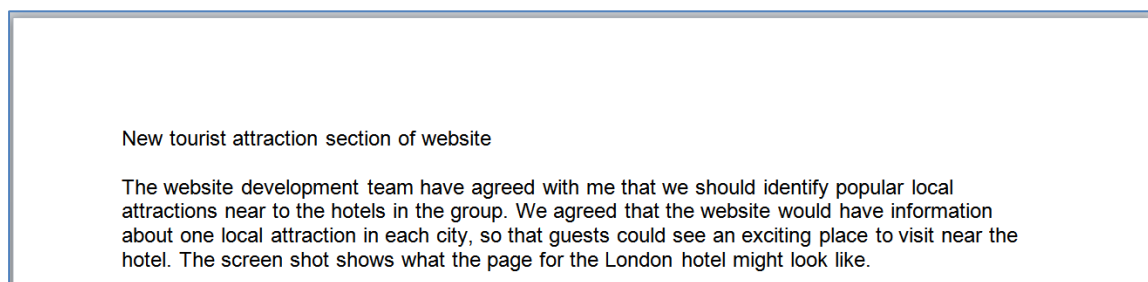 New tourist attraction section of website
The website development team have agreed with me that we should identify popular local
attractions near to the hotels in the group. We agreed that the website would have information
about one local attraction in each city, so that guests could see an exciting place to visit near the
hotel. The screen shot shows what the page for the London hotel might look like.